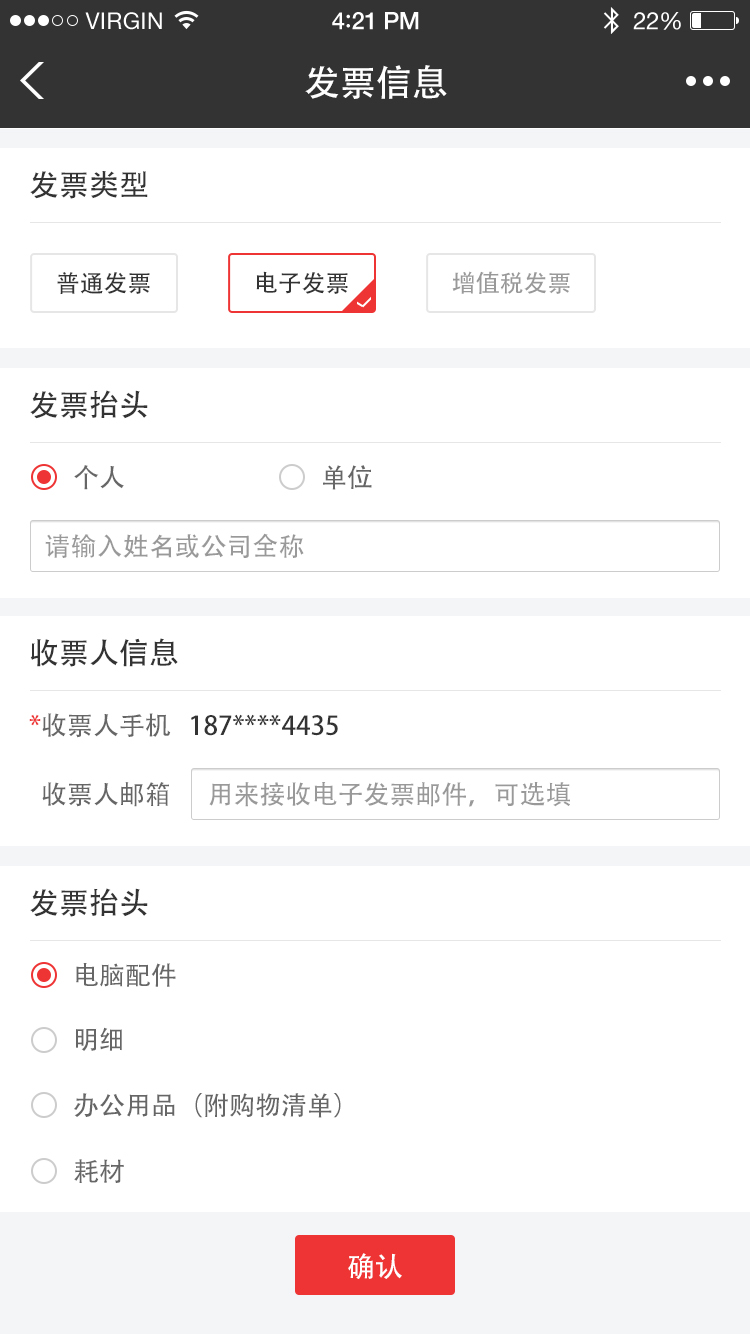 VIRGIN 4:21 PM 22%
发票信息
发票类型
普通发票 电子发票 增值税发票
发票抬头
个人 单位
请输入姓名或公司全称
收票人信息
*收票人手机 187****4435
收票人邮箱 用来接收电子发票邮件，可选填
发票抬头
电脑配件
明细
办公用品（附购物清单）
耗材
确认